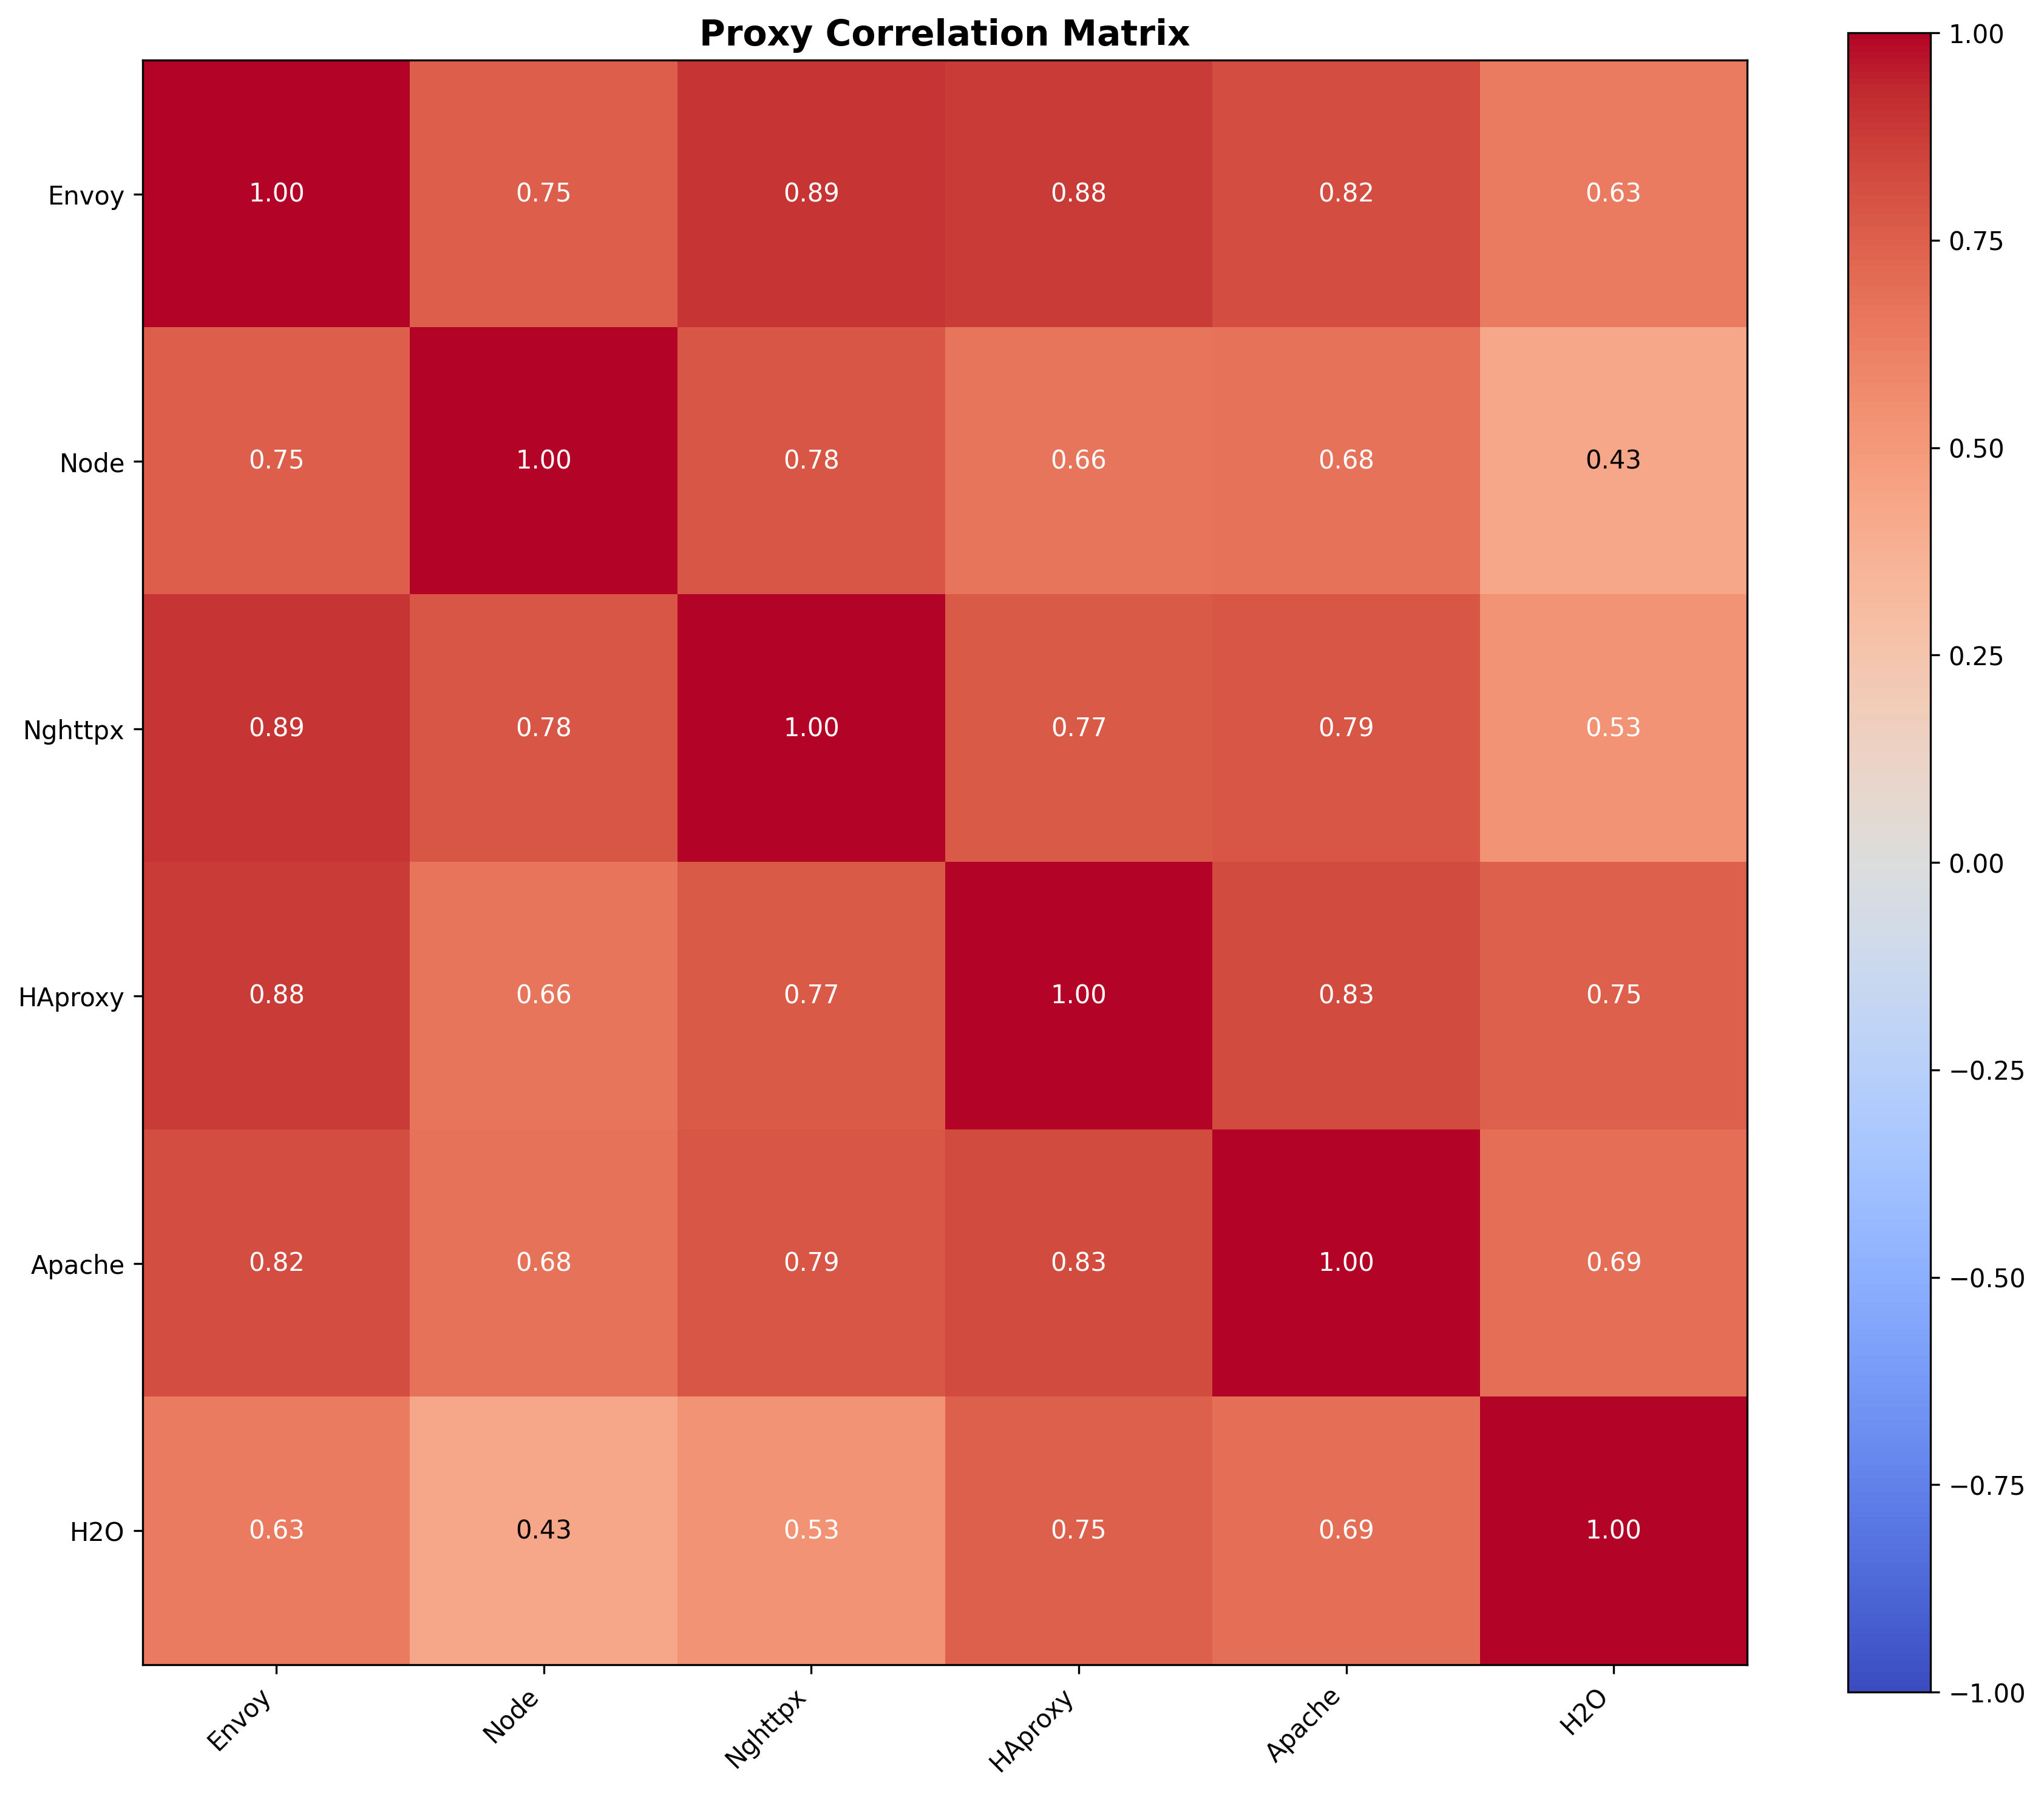 Proxy Correlation Matrix
Envoy 1.00 0.75 0.89 0.88 0.82 0.63
Node 0.75 1.00 0.78 0.66 0.68 0.43
Nghttpx 0.89 0.78 1.00 0.77 0.79 0.53
HAproxy 0.88 0.66 0.77 1.00 0.83 0.75
Apache 0.82 0.68 0.79 0.83 1.00 0.69
H2O 0.63 0.43 0.53 0.75 0.69 1.00
Envoy Node Nghttpx HAproxy Apache H2O
1.00
0.75
0.50
0.25
0.00
−0.25
−0.50
−0.75
−1.00